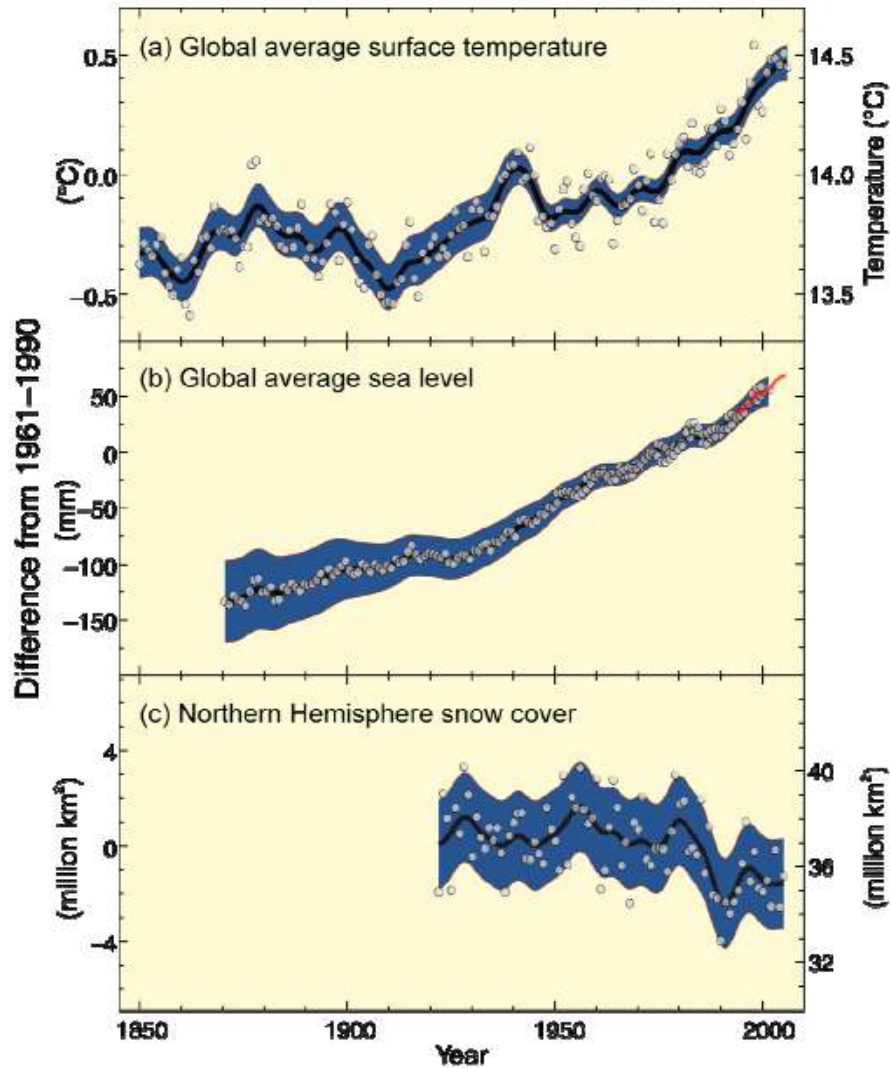 (a) Global average surface temperature
0.5
0.0
−0.5
(°C)
14.5
14.0
13.5
Temperature (°C)
Difference from 1961–1990
(b) Global average sea level
50
0
−50
−100
−150
(mm)
(c) Northern Hemisphere snow cover
4
0
−4
(million km²)
40
36
32
(million km²)
1850
1900
1950
2000
Year